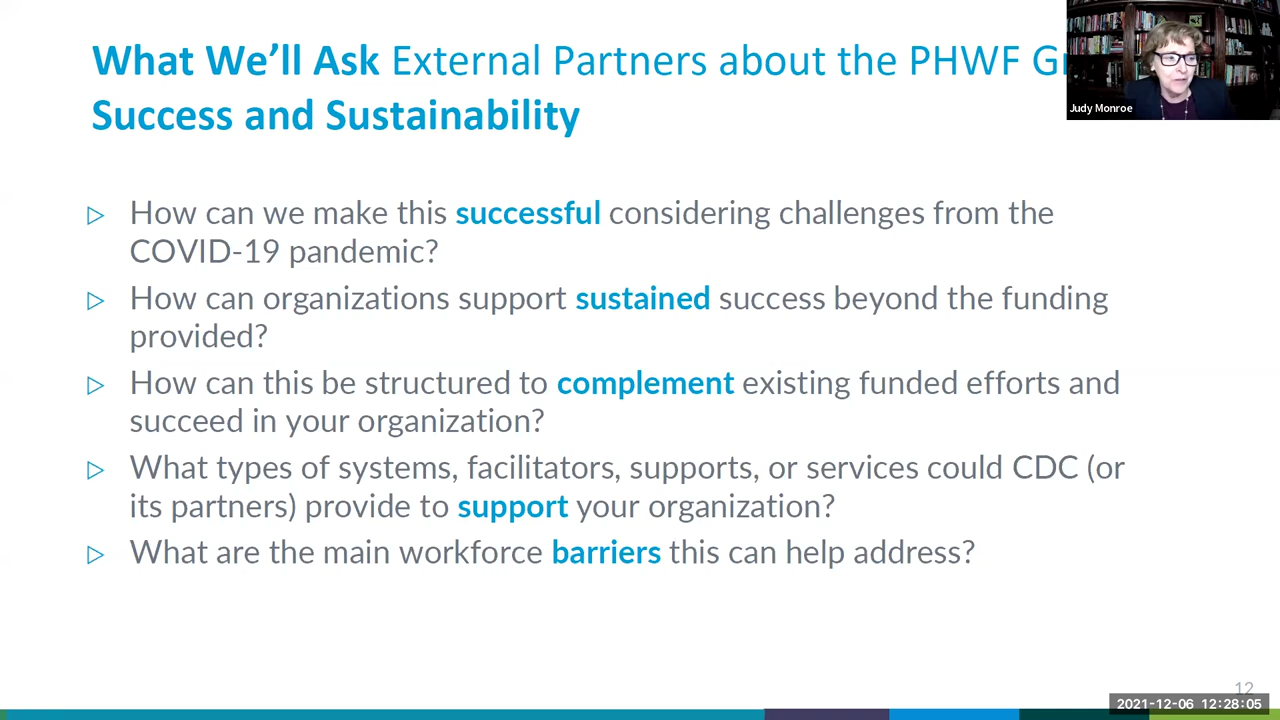 What We'll Ask External Partners about the PHWF
Success and Sustainability
Judy Monroe
▷ How can we make this successful considering challenges from the
COVID-19 pandemic?
▷ How can organizations support sustained success beyond the funding
provided?
▷ How can this be structured to complement existing funded efforts and
succeed in your organization?
▷ What types of systems, facilitators, supports, or services could CDC (or
its partners) provide to support your organization?
▷ What are the main workforce barriers this can help address?
12
2021-12-06 12:28:05